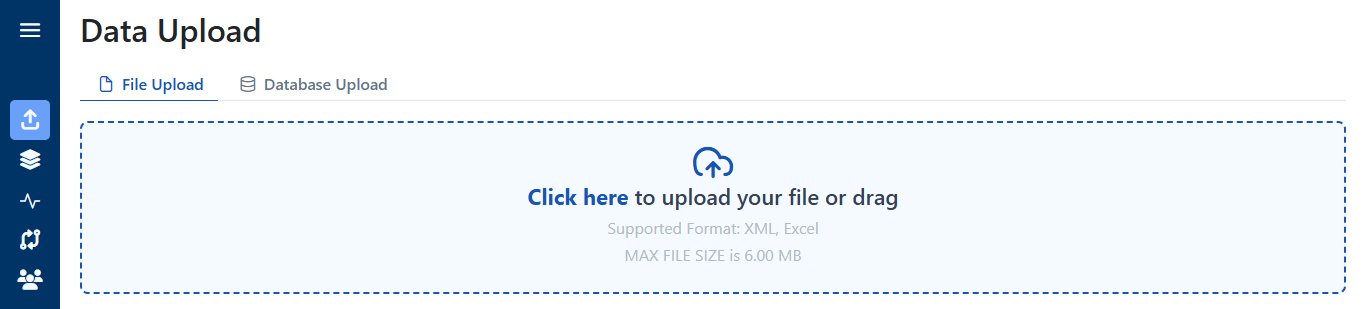 Data Upload
File Upload
Database Upload
Click here to upload your file or drag
Supported Format: XML, Excel
MAX FILE SIZE is 6.00 MB